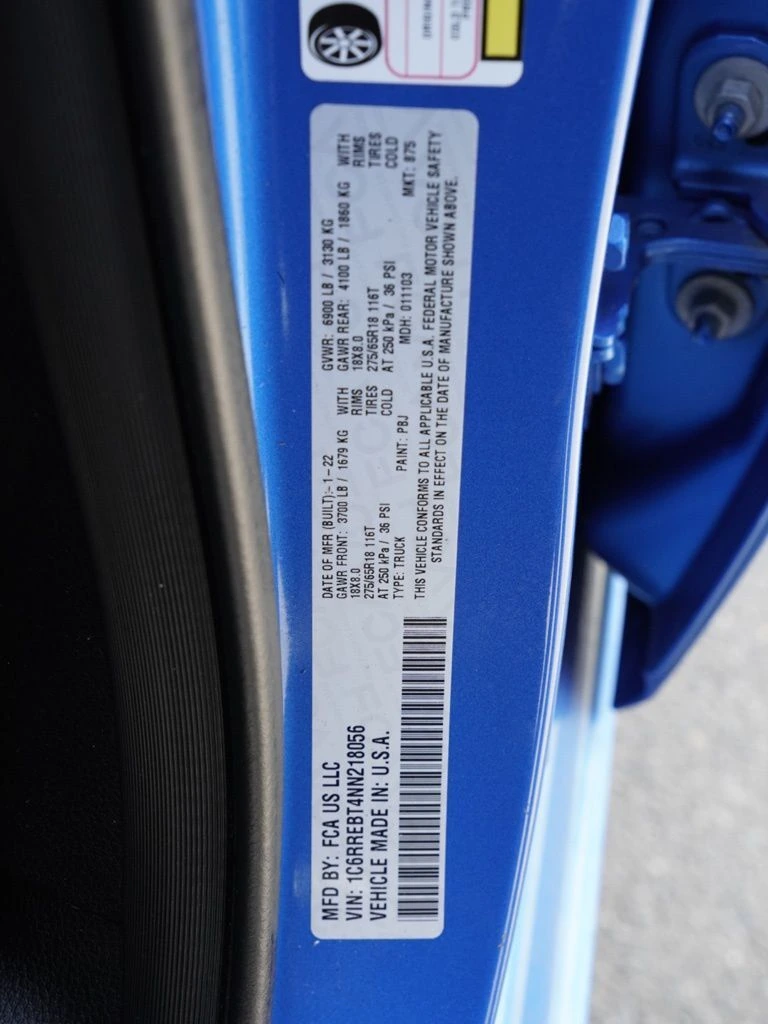 MFD BY: FCA US LLC
VIN: 1C6RREBT4NN218056
VEHICLE MADE IN: U.S.A.
DATE OF MFR (BUILT):- 1-22 GVWR: 6900 LB / 3130 KG
GAWR FRONT: 3700 LB / 1679 KG WITH GAWR REAR: 4100 LB / 1860 KG WITH
18X8.0 RIMS 18X8.0 RIMS
275/65R18 116T TIRES 275/65R18 116T TIRES
AT 250 kPa / 36 PSI COLD AT 250 kPa / 36 PSI COLD
TYPE: TRUCK PAINT: PBJ MDH: 011103 MKT: 875
THIS VEHICLE CONFORMS TO ALL APPLICABLE U.S.A. FEDERAL MOTOR VEHICLE SAFETY
STANDARDS IN EFFECT ON THE DATE OF MANUFACTURE SHOWN ABOVE.